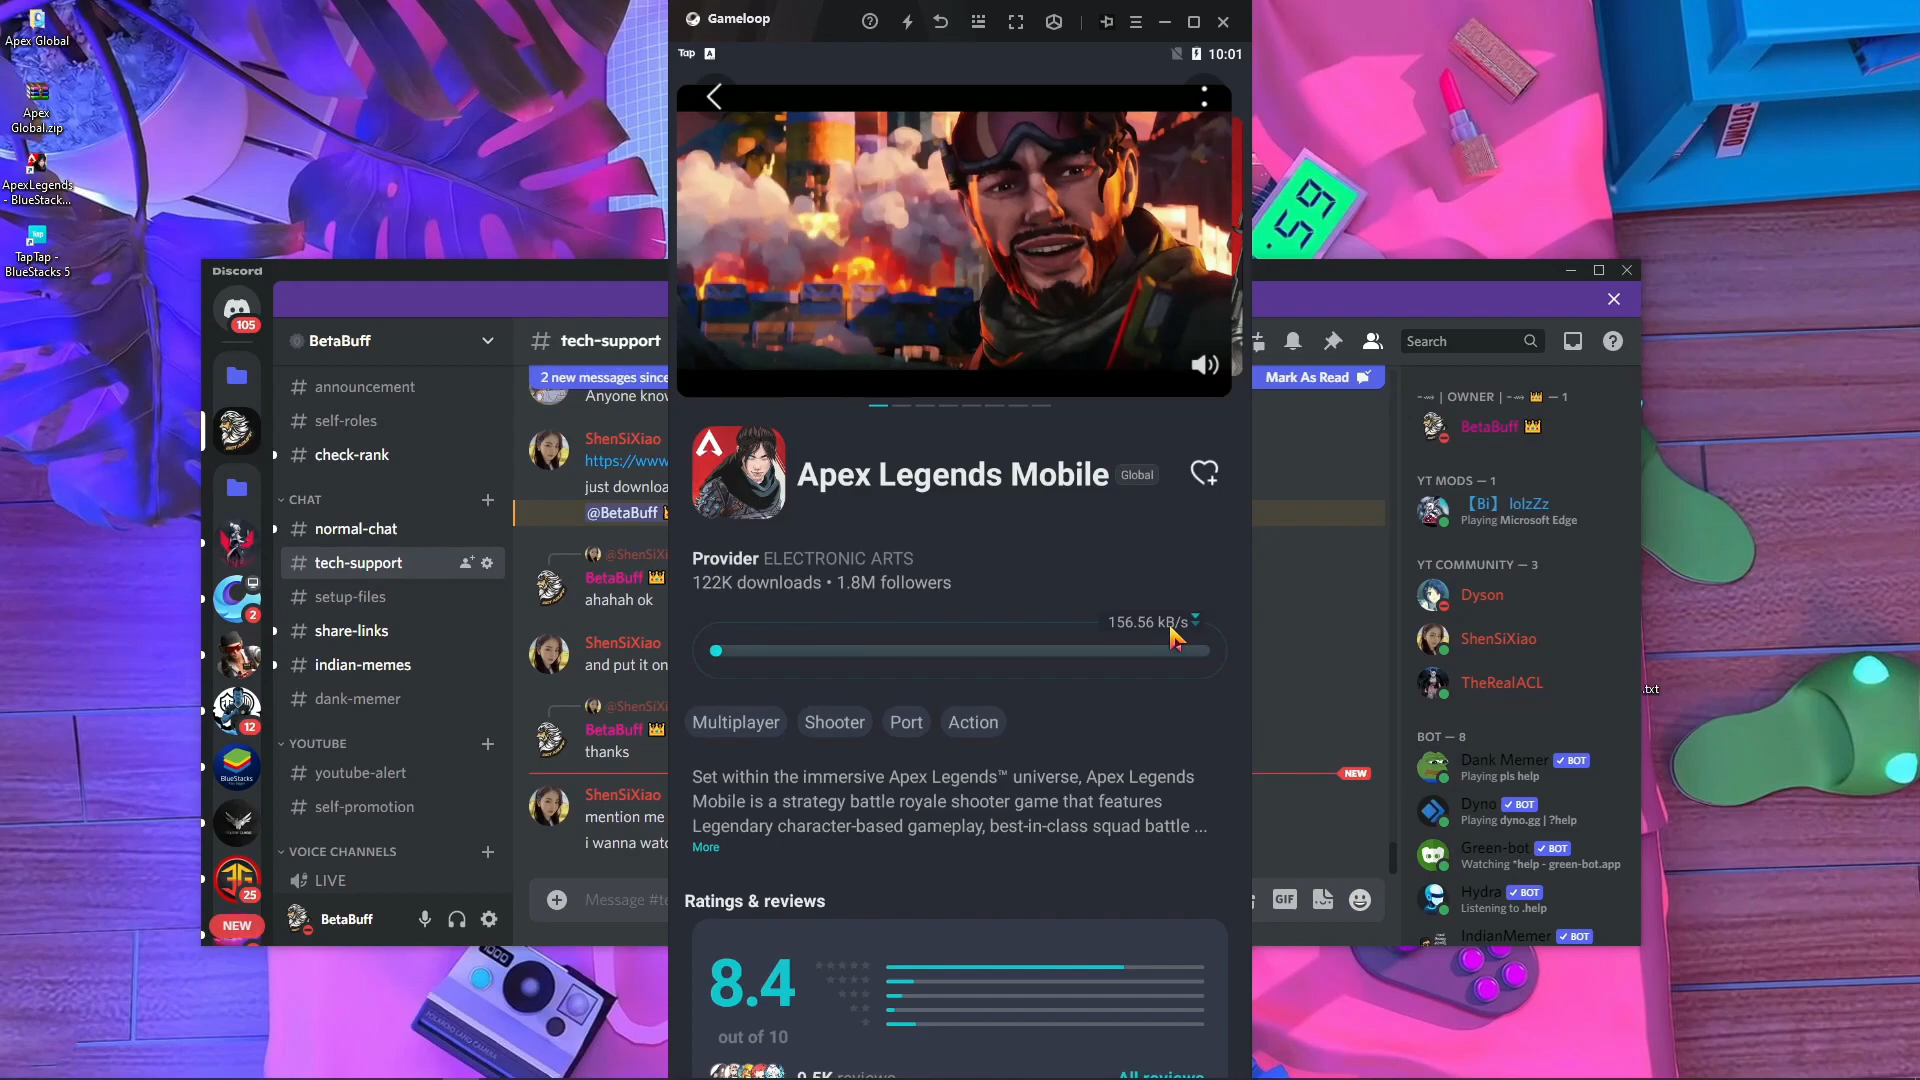 Apex Global
Apex
Global.zip
ApexLegends
- BlueStack...
TapTap -
BlueStacks 5
Discord
105
2
12
BlueStacks
25
NEW
BetaBuff
announcement
self-roles
check-rank
CHAT
normal-chat
tech-support
setup-files
share-links
indian-memes
dank-memer
YOUTUBE
youtube-alert
self-promotion
VOICE CHANNELS
LIVE
BetaBuff
# tech-support
2 new messages since
Anyone know
ShenSiXiao
https://www
just downloa
@BetaBuff
@ShenSiXi
BetaBuff
ahahah ok
ShenSiXiao
and put it on
@ShenSiXi
BetaBuff
thanks
ShenSiXiao
mention me
i wanna watc
Message #te
Gameloop
Tap A
10:01
Apex Legends Mobile Global
Provider ELECTRONIC ARTS
122K downloads • 1.8M followers
156.56 kB/s
Multiplayer Shooter Port Action
Set within the immersive Apex Legends™ universe, Apex Legends
Mobile is a strategy battle royale shooter game that features
Legendary character-based gameplay, best-in-class squad battle ...
More
Ratings & reviews
8.4
out of 10
9.5K reviews
All reviews
Search
Mark As Read
NEW
GIF
| OWNER | — 1
BetaBuff
YT MODS — 1
【Bi】 lolzZz
Playing Microsoft Edge
YT COMMUNITY — 3
Dyson
ShenSiXiao
TheRealACL
BOT — 8
Dank Memer BOT
Playing pls help
Dyno BOT
Playing dyno.gg | ?help
Green-bot BOT
Watching *help - green-bot.app
Hydra BOT
Listening to .help
IndianMemer BOT
.txt